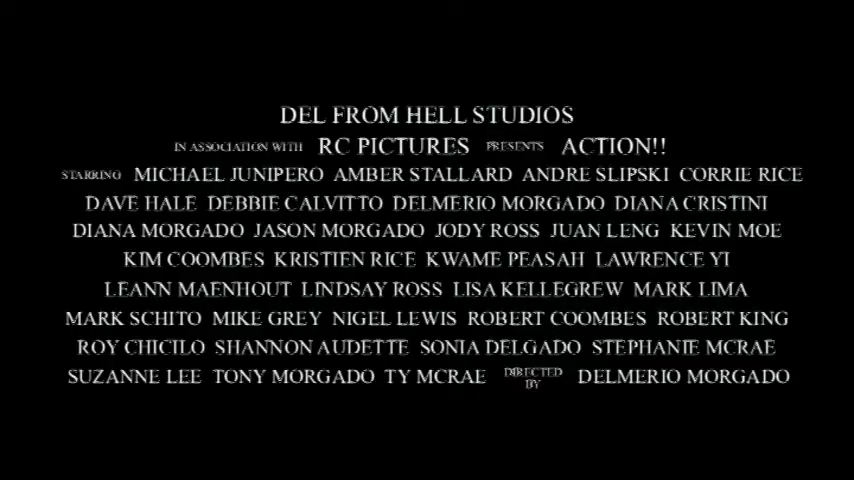 DEL FROM HELL STUDIOS
IN ASSOCIATION WITH RC PICTURES PRESENTS ACTION!!
STARRING MICHAEL JUNIPERO AMBER STALLARD ANDRE SLIPSKI CORRIE RICE
DAVE HALE DEBBIE CALVITTO DELMERIO MORGADO DIANA CRISTINI
DIANA MORGADO JASON MORGADO JODY ROSS JUAN LENG KEVIN MOE
KIM COOMBES KRISTIEN RICE KWAME PEASAH LAWRENCE YI
LEANN MAENHOUT LINDSAY ROSS LISA KELLEGREW MARK LIMA
MARK SCHITO MIKE GREY NIGEL LEWIS ROBERT COOMBES ROBERT KING
ROY CHICILO SHANNON AUDETTE SONIA DELGADO STEPHANIE MCRAE
SUZANNE LEE TONY MORGADO TY MCRAE DIRECTED BY DELMERIO MORGADO